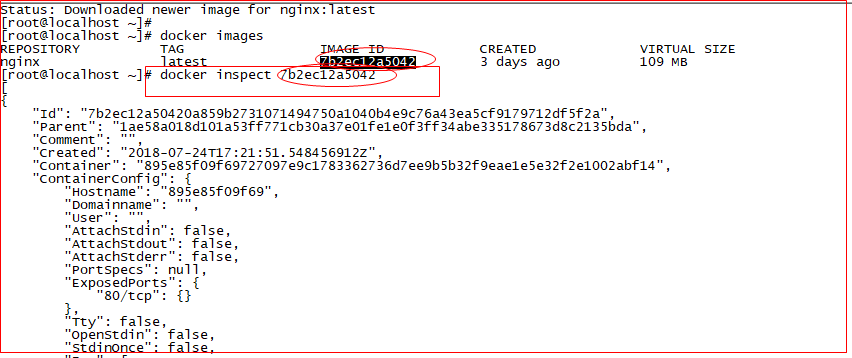 Status: Downloaded newer image for nginx:latest
[root@localhost ~]#
[root@localhost ~]# docker images
REPOSITORY TAG IMAGE ID CREATED VIRTUAL SIZE
nginx latest 7b2ec12a5042 3 days ago 109 MB
[root@localhost ~]# docker inspect 7b2ec12a5042
[
{
"Id": "7b2ec12a50420a859b2731071494750a1040b4e9c76a43ea5cf9179712df5f2a",
"Parent": "1ae58a018d101a53ff771cb30a37e01fe1e0f3ff34abe335178673d8c2135bda",
"Comment": "",
"Created": "2018-07-24T17:21:51.548456912Z",
"Container": "895e85f09f69727097e9c1783362736d7ee9b5b32f9eae1e5e32f2e1002abf14",
"ContainerConfig": {
"Hostname": "895e85f09f69",
"Domainname": "",
"User": "",
"AttachStdin": false,
"AttachStdout": false,
"AttachStderr": false,
"PortSpecs": null,
"ExposedPorts": {
"80/tcp": {}
},
"Tty": false,
"OpenStdin": false,
"StdinOnce": false,